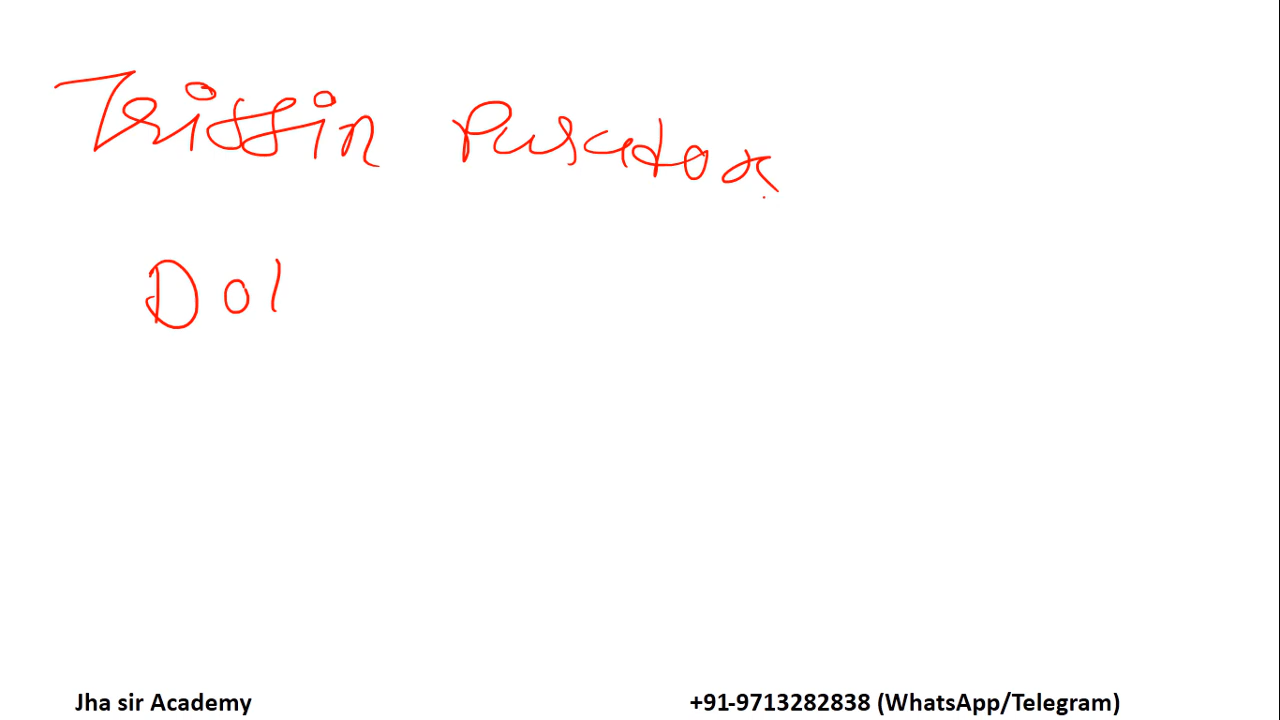 Triffin Paradox
Dol
Jha sir Academy
+91-9713282838 (WhatsApp/Telegram)